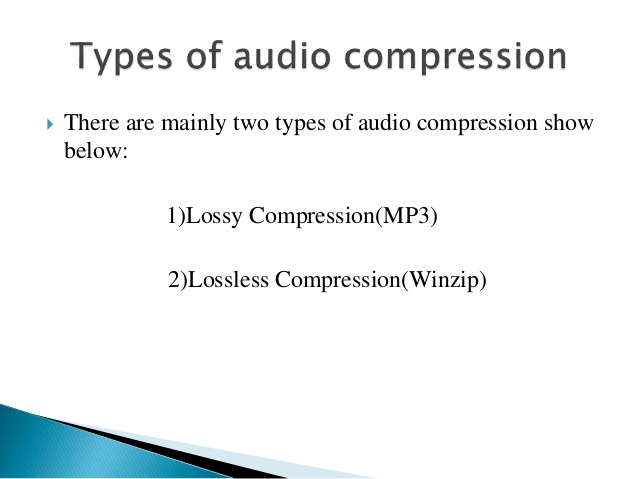 Types of audio compression
There are mainly two types of audio compression show
below:
1)Lossy Compression(MP3)
2)Lossless Compression(Winzip)